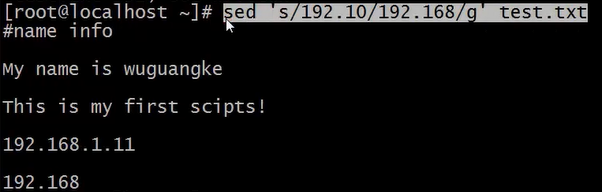 [root@localhost ~]# sed 's/192.10/192.168/g' test.txt
#name info
My name is wuguangke
This is my first scipts!
192.168.1.11
192.168